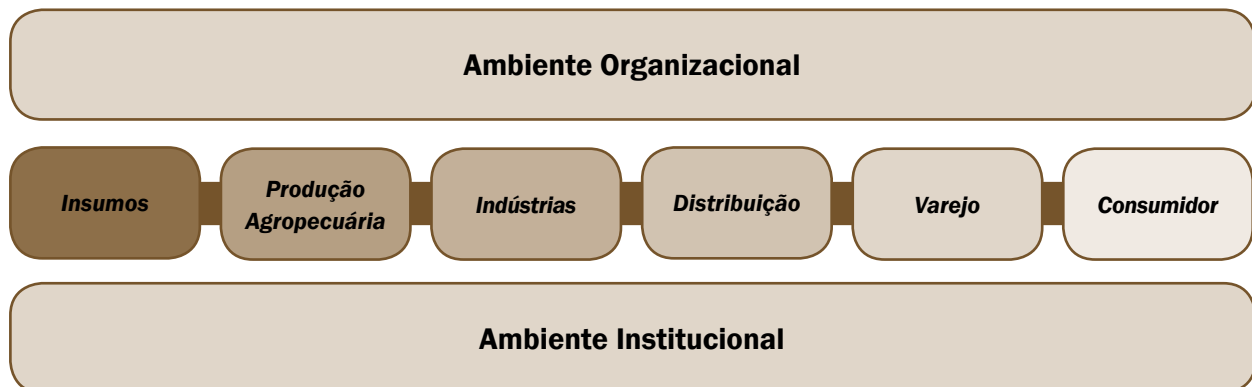 Ambiente Organizacional
Insumos
Produção
Agropecuária
Indústrias
Distribuição
Varejo
Consumidor
Ambiente Institucional